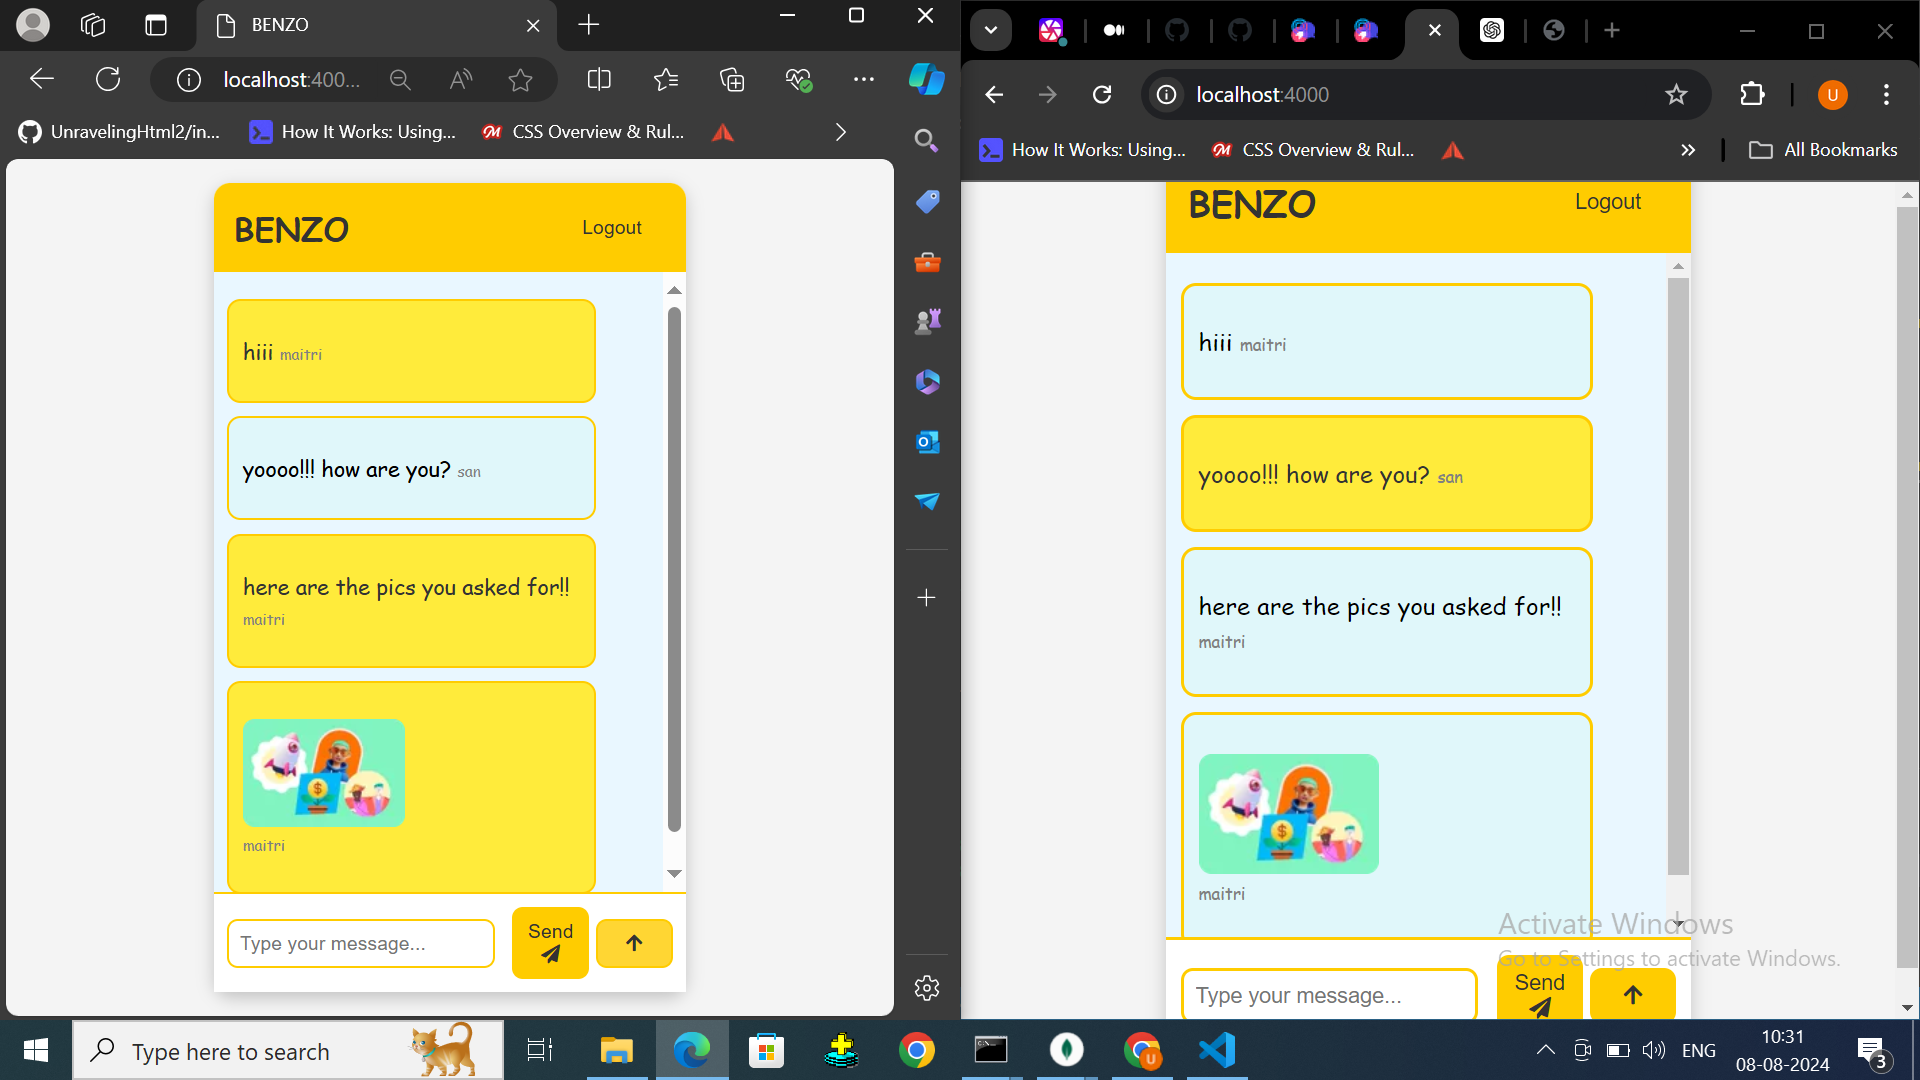 BENZO
localhost:400...
UnravelingHtml2/in...
How It Works: Using...
CSS Overview & Rul...
BENZO
Logout
hiii maitri
yoooo!!! how are you? san
here are the pics you asked for!!
maitri
maitri
Type your message...
Send
localhost:4000
How It Works: Using...
CSS Overview & Rul...
All Bookmarks
U
BENZO
Logout
hiii maitri
yoooo!!! how are you? san
here are the pics you asked for!!
maitri
maitri
Type your message...
Send
Activate Windows
Go to Settings to activate Windows.
Type here to search
U
ENG
10:31
08-08-2024
3